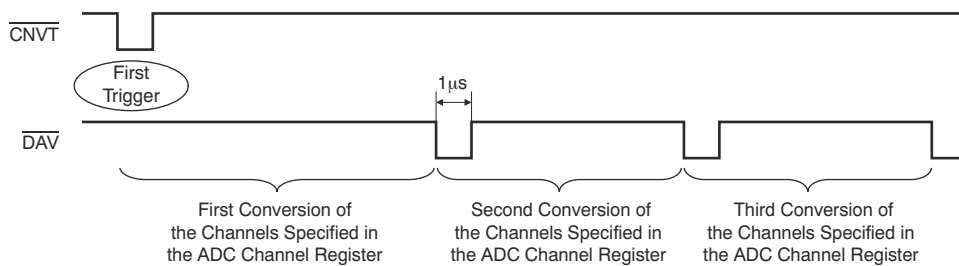 CNVT
First
Trigger
1μs
DAV
First Conversion of
the Channels Specified in
the ADC Channel Register
Second Conversion of
the Channels Specified in
the ADC Channel Register
Third Conversion of
the Channels Specified in
the ADC Channel Register